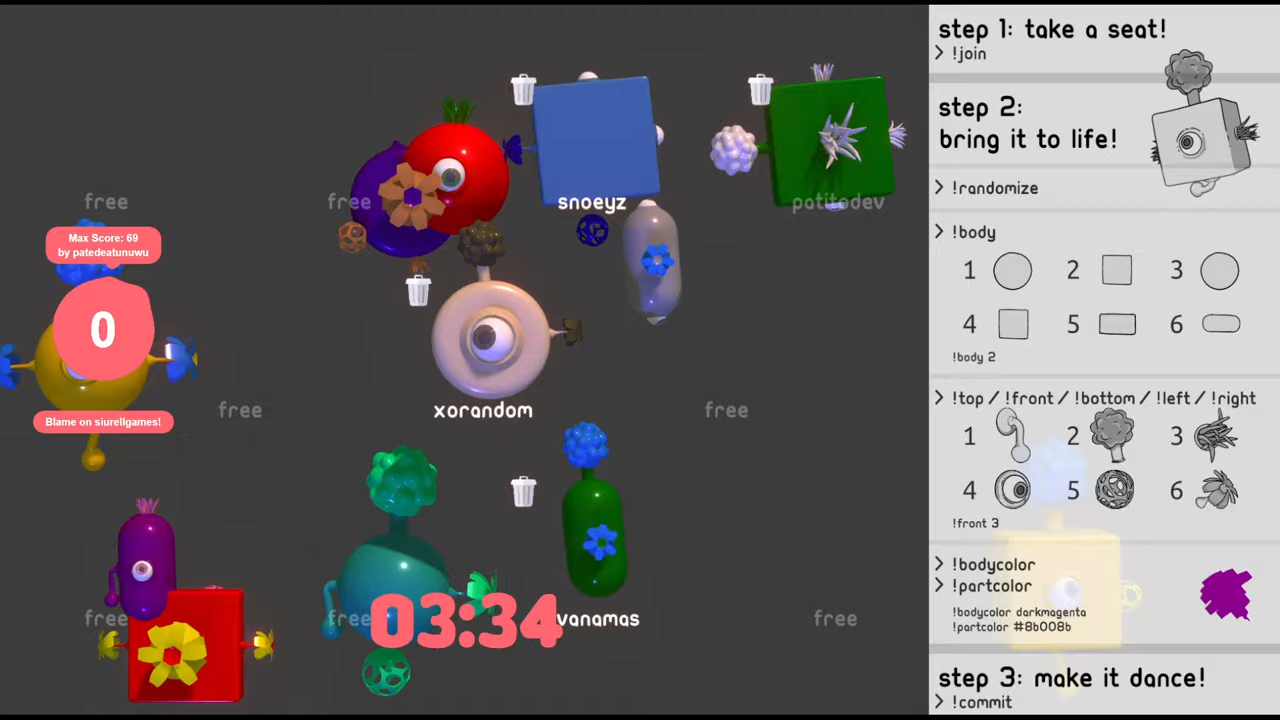 free
free
snoeyz
patitodev
Max Score: 69
by patedeatunuwu
0
Blame on siurellgames!
free
xorandom
free
free
free
03:34
vanamas
free
step 1: take a seat!
> !join
step 2:
bring it to life!
> !randomize
> !body
1 2 3
4 5 6
!body 2
> !top / !front / !bottom / !left / !right
1 2 3
4 5 6
!front 3
> !bodycolor
> !partcolor
!bodycolor darkmagenta
!partcolor #8b008b
step 3: make it dance!
> !commit